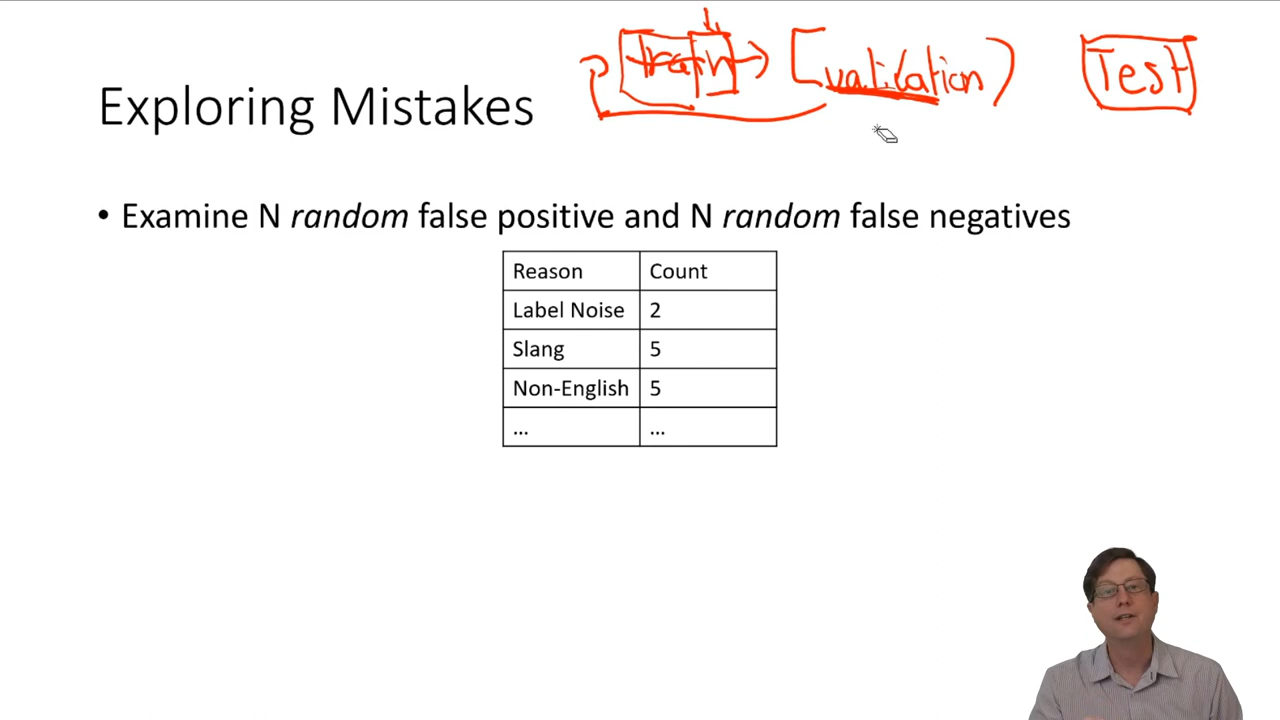 train validation Test
Exploring Mistakes
• Examine N random false positive and N random false negatives
Reason Count
Label Noise 2
Slang 5
Non-English 5
... ...